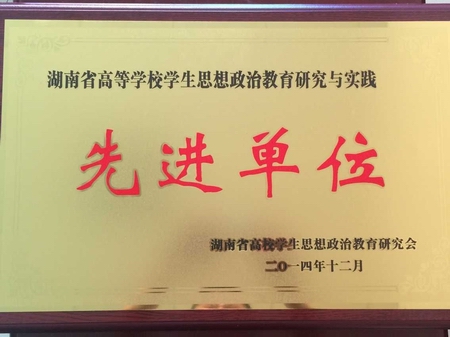 湖南省高等学校学生思想政治教育研究与实践
先进单位
湖南省高校学生思想政治教育研究会
二〇一四年十二月